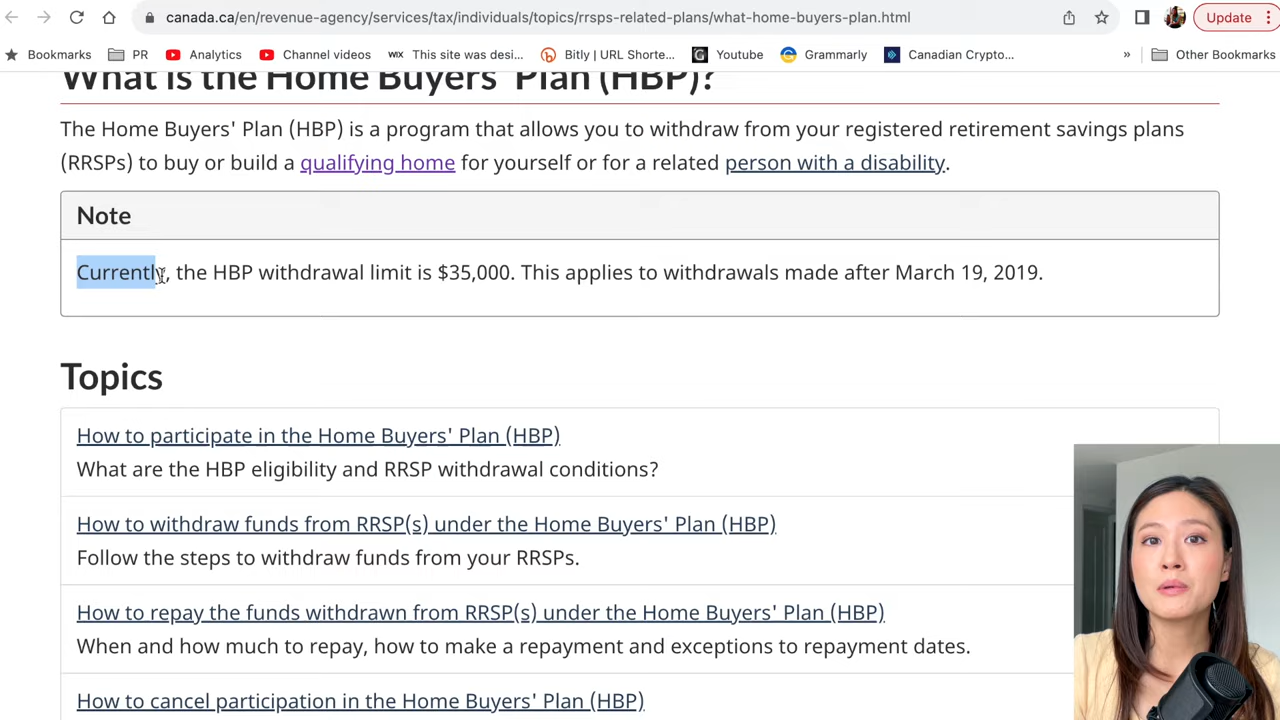 canada.ca/en/revenue-agency/services/tax/individuals/topics/rrsps-related-plans/what-home-buyers-plan.html
Update
Bookmarks PR Analytics Channel videos WIX This site was desi... Bitly | URL Shorte... Youtube Grammarly Canadian Crypto... » Other Bookmarks
What is the Home Buyers' Plan (HBP)?
The Home Buyers' Plan (HBP) is a program that allows you to withdraw from your registered retirement savings plans
(RRSPs) to buy or build a qualifying home for yourself or for a related person with a disability.
Note
Currently, the HBP withdrawal limit is $35,000. This applies to withdrawals made after March 19, 2019.
Topics
How to participate in the Home Buyers' Plan (HBP)
What are the HBP eligibility and RRSP withdrawal conditions?
How to withdraw funds from RRSP(s) under the Home Buyers' Plan (HBP)
Follow the steps to withdraw funds from your RRSPs.
How to repay the funds withdrawn from RRSP(s) under the Home Buyers' Plan (HBP)
When and how much to repay, how to make a repayment and exceptions to repayment dates.
How to cancel participation in the Home Buyers' Plan (HBP)